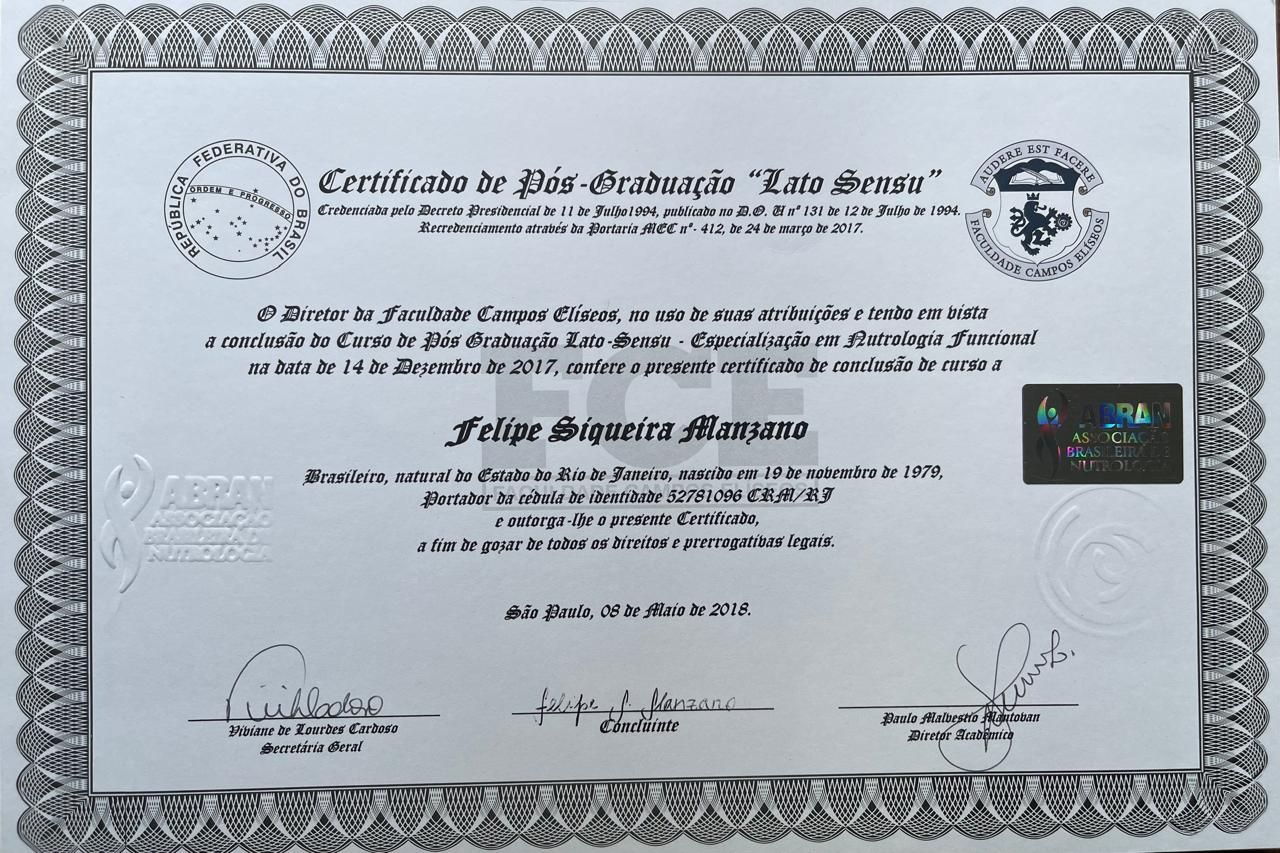 REPÚBLICA FEDERATIVA DO BRASIL
ORDEM E PROGRESSO
Certificado de Pós-Graduação “Lato Sensu”
Credenciada pelo Decreto Presidencial de 11 de Julho1994, publicado no D.O. U nº 131 de 12 de Julho de 1994.
Recredenciamento através da Portaria MEC nº- 412, de 24 de março de 2017.
AUDERE EST FACERE
FACULDADE CAMPOS ELÍSEOS
O Diretor da Faculdade Campos Elíseos, no uso de suas atribuições e tendo em vista
a conclusão do Curso de Pós Graduação Lato-Sensu - Especialização em Nutrologia Funcional
na data de 14 de Dezembro de 2017, confere o presente certificado de conclusão de curso a
FCE
FACULDADE CAMPOS ELÍSEOS
Felipe Siqueira Manzano
Brasileiro, natural do Estado do Rio de Janeiro, nascido em 19 de novembro de 1979,
Portador da cédula de identidade 52781096 CRM/RJ
e outorga-lhe o presente Certificado,
a fim de gozar de todos os direitos e prerrogativas legais.
ABRAN
ASSOCIAÇÃO
BRASILEIRA DE
NUTROLOGIA
ABRAN
ASSOCIAÇÃO
BRASILEIRA DE
NUTROLOGIA
São Paulo, 08 de Maio de 2018.
Felipe S. Manzano
Viviane de Lourdes Cardoso
Secretária Geral
Concluinte
Paulo Malvestio Mantovan
Diretor Acadêmico